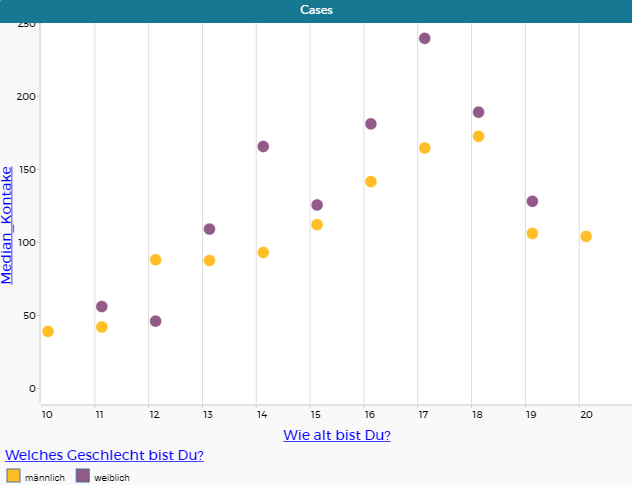 Cases
250
200
150
100
50
0
Median_Kontake
10 11 12 13 14 15 16 17 18 19 20
Wie alt bist Du?
Welches Geschlecht bist Du?
männlich weiblich